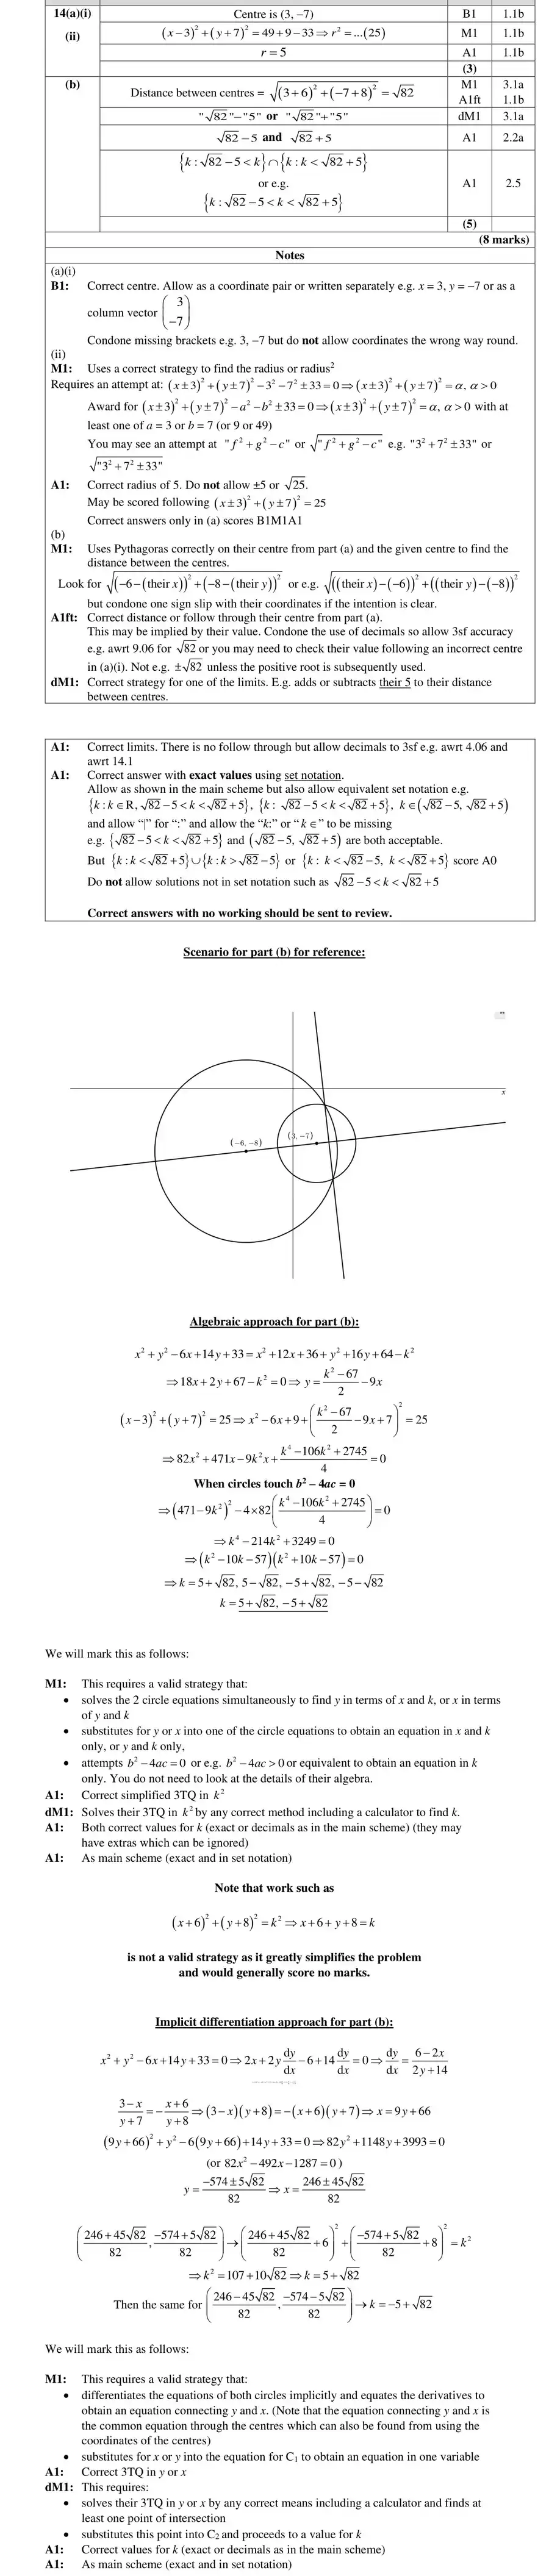 14(a)(i) Centre is (3, −7) B1 1.1b
(ii) (x−3)² + (y+7)² = 49+9−33 ⇒ r² = ...(25) M1 1.1b
r = 5 A1 1.1b
(3)
(b) Distance between centres = √((3+6)² + (−7+8)²) = √82 M1 A1ft 3.1a 1.1b
"√82"−"5" or "√82"+"5" dM1 3.1a
√82 − 5 and √82 + 5 A1 2.2a
{k : √82 − 5 < k} ∩ {k : k < √82 + 5}
or e.g. A1 2.5
{k : √82 − 5 < k < √82 + 5}
(5)
(8 marks)
Notes
(a)(i)
B1: Correct centre. Allow as a coordinate pair or written separately e.g. x = 3, y = −7 or as a
column vector (3 −7)
Condone missing brackets e.g. 3, −7 but do not allow coordinates the wrong way round.
(ii)
M1: Uses a correct strategy to find the radius or radius²
Requires an attempt at: (x±3)² + (y±7)² − 3² − 7² ± 33 = 0 ⇒ (x±3)² + (y±7)² = α, α > 0
Award for (x±3)² + (y±7)² − a² − b² ± 33 = 0 ⇒ (x±3)² + (y±7)² = α, α > 0 with at
least one of a = 3 or b = 7 (or 9 or 49)
You may see an attempt at "f² + g² − c" or √"f² + g² − c" e.g. "3² + 7² ± 33" or
√"3² + 7² ± 33"
A1: Correct radius of 5. Do not allow ±5 or √25.
May be scored following (x±3)² + (y±7)² = 25
Correct answers only in (a) scores B1M1A1
(b)
M1: Uses Pythagoras correctly on their centre from part (a) and the given centre to find the
distance between the centres.
Look for √((−6−(their x))² + (−8−(their y))²) or e.g. √(((their x)−(−6))² + ((their y)−(−8))²)
but condone one sign slip with their coordinates if the intention is clear.
A1ft: Correct distance or follow through their centre from part (a).
This may be implied by their value. Condone the use of decimals so allow 3sf accuracy
e.g. awrt 9.06 for √82 or you may need to check their value following an incorrect centre
in (a)(i). Not e.g. ±√82 unless the positive root is subsequently used.
dM1: Correct strategy for one of the limits. E.g. adds or subtracts their 5 to their distance
between centres.
A1: Correct limits. There is no follow through but allow decimals to 3sf e.g. awrt 4.06 and
awrt 14.1
A1: Correct answer with exact values using set notation.
Allow as shown in the main scheme but also allow equivalent set notation e.g.
{k : k ∈ R, √82 − 5 < k < √82 + 5}, {k : √82 − 5 < k < √82 + 5}, k ∈ (√82 − 5, √82 + 5)
and allow “|” for “:” and allow the “k:” or “k ∈” to be missing
e.g. {√82 − 5 < k < √82 + 5} and (√82 − 5, √82 + 5) are both acceptable.
But {k : k < √82 + 5} ∪ {k : k > √82 − 5} or {k : k < √82 − 5, k < √82 + 5} score A0
Do not allow solutions not in set notation such as √82 − 5 < k < √82 + 5
Correct answers with no working should be sent to review.
Scenario for part (b) for reference:
x
(−6, −8)
(3, −7)
Algebraic approach for part (b):
x² + y² − 6x + 14y + 33 = x² + 12x + 36 + y² + 16y + 64 − k²
⇒ 18x + 2y + 67 − k² = 0 ⇒ y = (k² − 67)/2 − 9x
(x−3)² + (y+7)² = 25 ⇒ x² − 6x + 9 + ((k² − 67)/2 − 9x + 7)² = 25
⇒ 82x² + 471x − 9k²x + (k⁴ − 106k² + 2745)/4 = 0
When circles touch b² – 4ac = 0
⇒ (471 − 9k²)² − 4×82((k⁴ − 106k² + 2745)/4) = 0
⇒ k⁴ − 214k² + 3249 = 0
⇒ (k² − 10k − 57)(k² + 10k − 57) = 0
⇒ k = 5+√82, 5−√82, −5+√82, −5−√82
k = 5+√82, −5+√82
We will mark this as follows:
M1: This requires a valid strategy that:
• solves the 2 circle equations simultaneously to find y in terms of x and k, or x in terms
of y and k
• substitutes for y or x into one of the circle equations to obtain an equation in x and k
only, or y and k only,
• attempts b² − 4ac = 0 or e.g. b² − 4ac > 0 or equivalent to obtain an equation in k
only. You do not need to look at the details of their algebra.
A1: Correct simplified 3TQ in k²
dM1: Solves their 3TQ in k² by any correct method including a calculator to find k.
A1: Both correct values for k (exact or decimals as in the main scheme) (they may
have extras which can be ignored)
A1: As main scheme (exact and in set notation)
Note that work such as
(x+6)² + (y+8)² = k² ⇒ x + 6 + y + 8 = k
is not a valid strategy as it greatly simplifies the problem
and would generally score no marks.
Implicit differentiation approach for part (b):
x² + y² − 6x + 14y + 33 = 0 ⇒ 2x + 2y dy/dx − 6 + 14 dy/dx = 0 ⇒ dy/dx = (6 − 2x)/(2y + 14)
(3 − x)/(y + 7) = −(x + 6)/(y + 8) ⇒ (3 − x)(y + 8) = −(x + 6)(y + 7) ⇒ x = 9y + 66
(9y + 66)² + y² − 6(9y + 66) + 14y + 33 = 0 ⇒ 82y² + 1148y + 3993 = 0
(or 82x² − 492x − 1287 = 0)
y = (−574 ± 5√82)/82 ⇒ x = (246 ± 45√82)/82
((246 + 45√82)/82, (−574 + 5√82)/82) → ((246 + 45√82)/82 + 6)² + ((−574 + 5√82)/82 + 8)² = k²
⇒ k² = 107 + 10√82 ⇒ k = 5 + √82
Then the same for ((246 − 45√82)/82, (−574 − 5√82)/82) → k = −5 + √82
We will mark this as follows:
M1: This requires a valid strategy that:
• differentiates the equations of both circles implicitly and equates the derivatives to
obtain an equation connecting y and x. (Note that the equation connecting y and x is
the common equation through the centres which can also be found from using the
coordinates of the centres)
• substitutes for x or y into the equation for C₁ to obtain an equation in one variable
A1: Correct 3TQ in y or x
dM1: This requires:
• solves their 3TQ in y or x by any correct means including a calculator and finds at
least one point of intersection
• substitutes this point into C₂ and proceeds to a value for k
A1: Correct values for k (exact or decimals as in the main scheme)
A1: As main scheme (exact and in set notation)